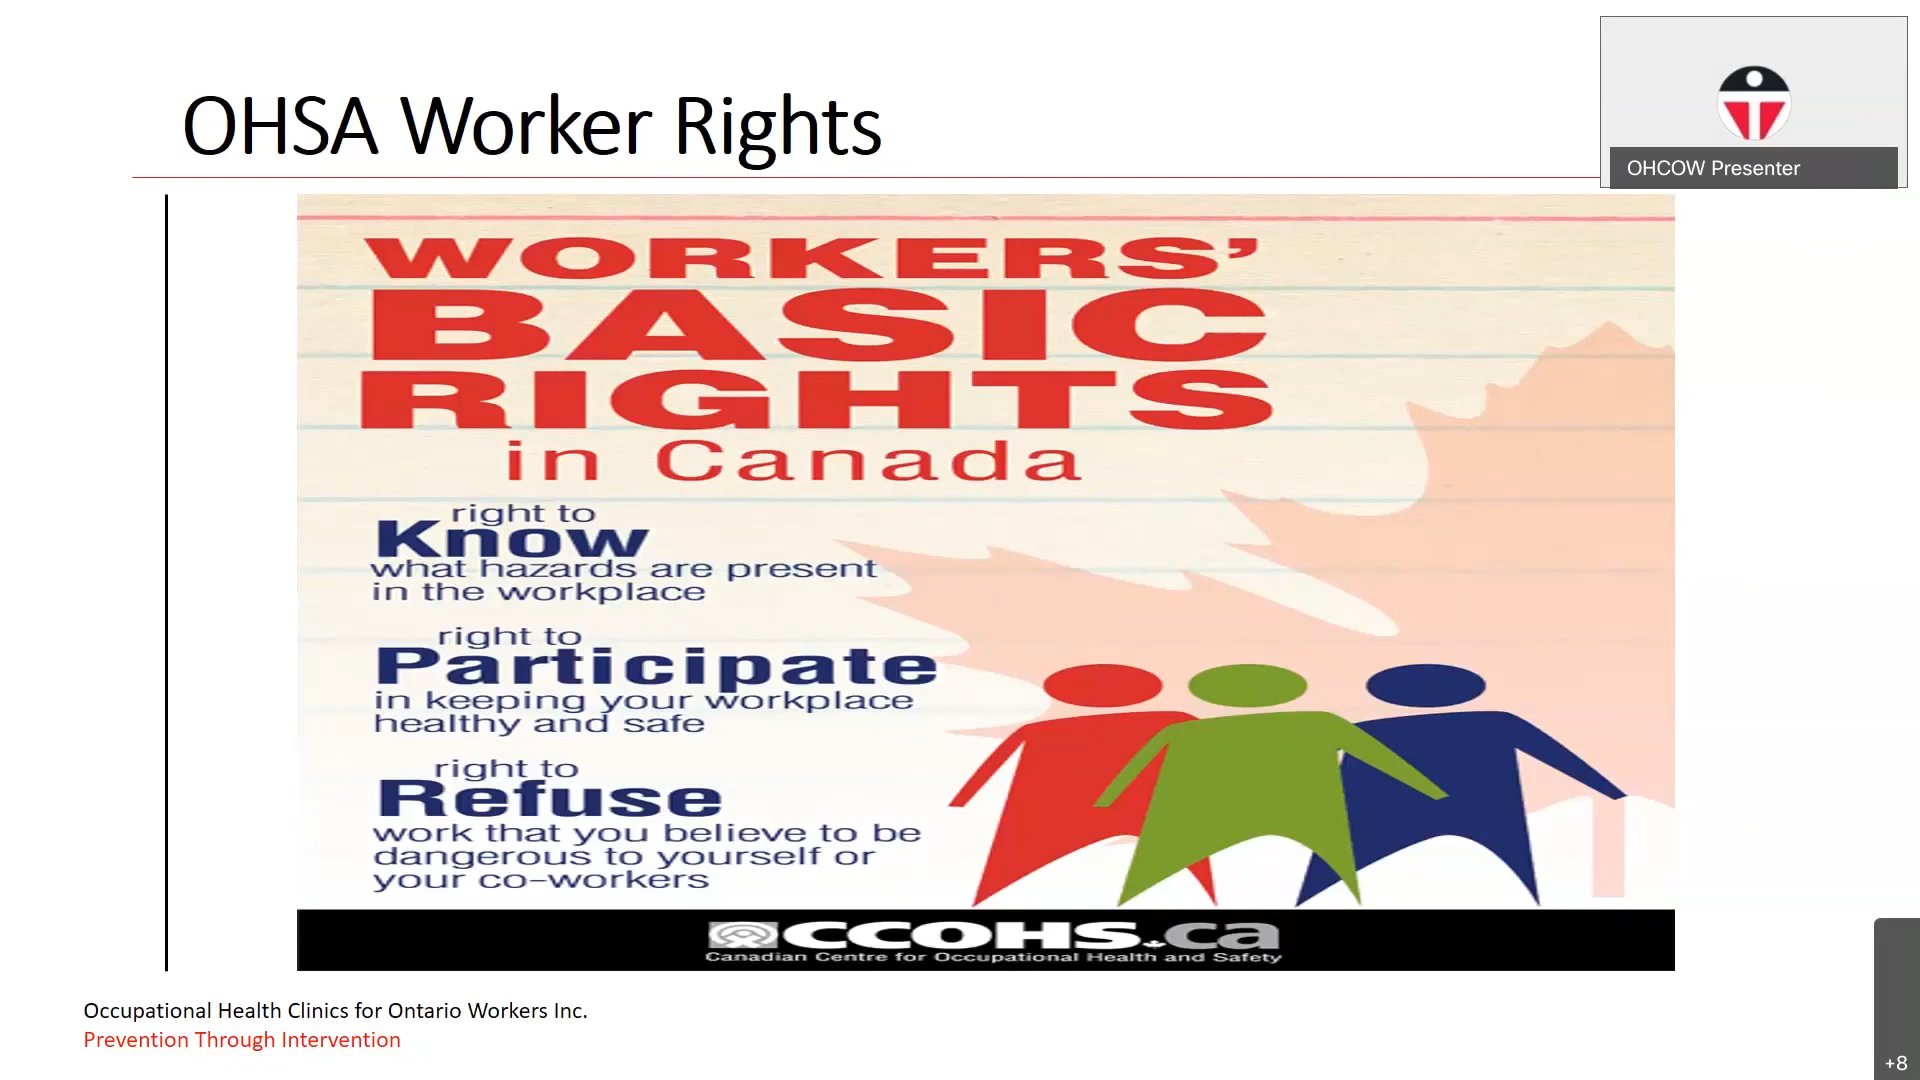 OHSA Worker Rights
OHCOW Presenter
WORKERS'
BASIC
RIGHTS
in Canada
right to
Know
what hazards are present
in the workplace
right to
Participate
in keeping your workplace
healthy and safe
right to
Refuse
work that you believe to be
dangerous to yourself or
your co-workers
CCOHS.ca
Canadian Centre for Occupational Health and Safety
Occupational Health Clinics for Ontario Workers Inc.
Prevention Through Intervention
+8